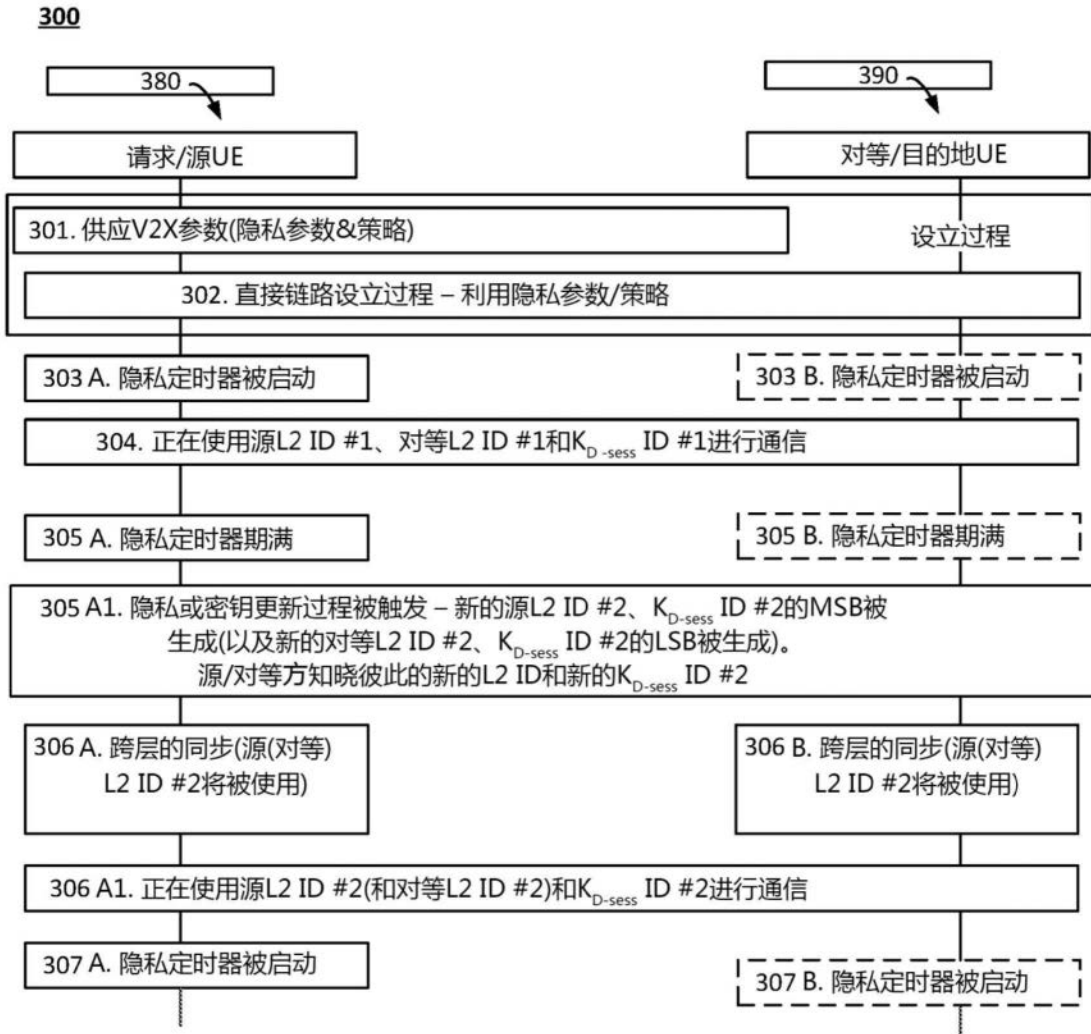 300
380
390
请求/源UE
对等/目的地UE
301. 供应V2X参数(隐私参数&策略)
设立过程
302. 直接链路设立过程 – 利用隐私参数/策略
303 A. 隐私定时器被启动
303 B. 隐私定时器被启动
304. 正在使用源L2 ID #1、对等L2 ID #1和K_D-sess ID #1进行通信
305 A. 隐私定时器期满
305 B. 隐私定时器期满
305 A1. 隐私或密钥更新过程被触发 – 新的源L2 ID #2、K_D-sess ID #2的MSB被
生成(以及新的对等L2 ID #2、K_D-sess ID #2的LSB被生成)。
源/对等方知晓彼此的新的L2 ID和新的K_D-sess ID #2
306 A. 跨层的同步(源(对等)
L2 ID #2将被使用)
306 B. 跨层的同步(源(对等)
L2 ID #2将被使用)
306 A1. 正在使用源L2 ID #2(和对等L2 ID #2)和K_D-sess ID #2进行通信
307 A. 隐私定时器被启动
307 B. 隐私定时器被启动